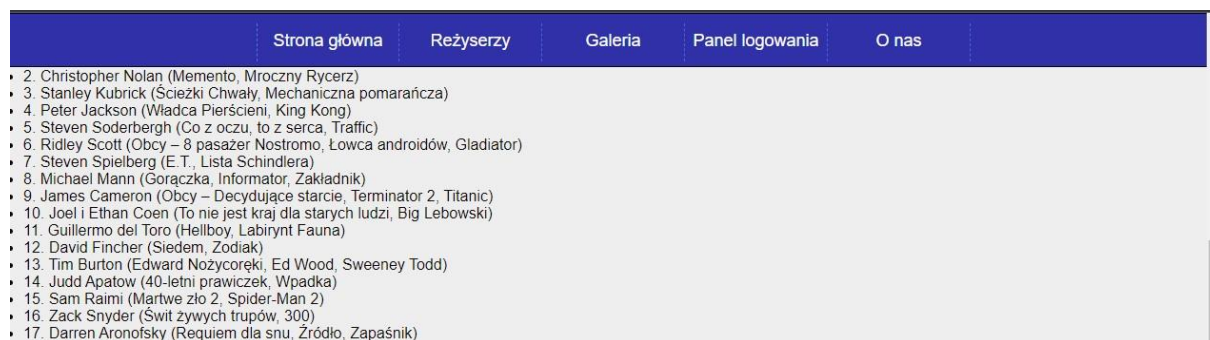 Strona główna Reżyserzy Galeria Panel logowania O nas
2. Christopher Nolan (Memento, Mroczny Rycerz)
3. Stanley Kubrick (Ścieżki Chwały, Mechaniczna pomarańcza)
4. Peter Jackson (Władca Pierścieni, King Kong)
5. Steven Soderbergh (Co z oczu, to z serca, Traffic)
6. Ridley Scott (Obcy – 8 pasażer Nostromo, Łowca androidów, Gladiator)
7. Steven Spielberg (E.T., Lista Schindlera)
8. Michael Mann (Gorączka, Informator, Zakładnik)
9. James Cameron (Obcy – Decydujące starcie, Terminator 2, Titanic)
10. Joel i Ethan Coen (To nie jest kraj dla starych ludzi, Big Lebowski)
11. Guillermo del Toro (Hellboy, Labirynt Fauna)
12. David Fincher (Siedem, Zodiak)
13. Tim Burton (Edward Nożycoręki, Ed Wood, Sweeney Todd)
14. Judd Apatow (40-letni prawiczek, Wpadka)
15. Sam Raimi (Martwe zło 2, Spider-Man 2)
16. Zack Snyder (Świt żywych trupów, 300)
17. Darren Aronofsky (Requiem dla snu, Źródło, Zapaśnik)